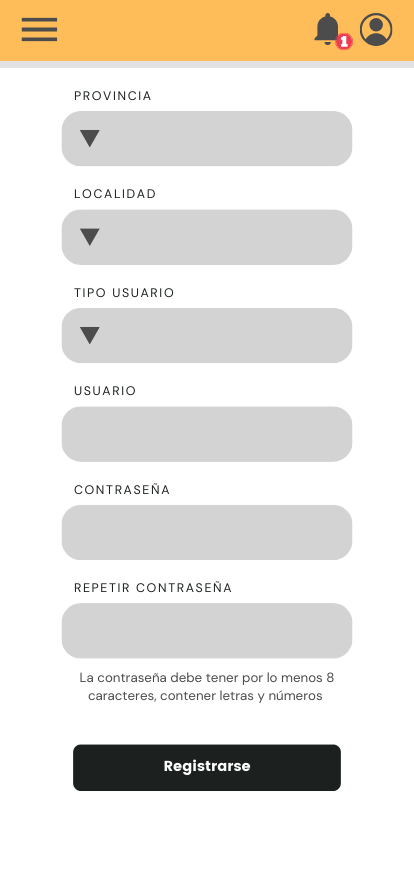 1
PROVINCIA
LOCALIDAD
TIPO USUARIO
USUARIO
CONTRASEÑA
REPETIR CONTRASEÑA
La contraseña debe tener por lo menos 8
caracteres, contener letras y números
Registrarse